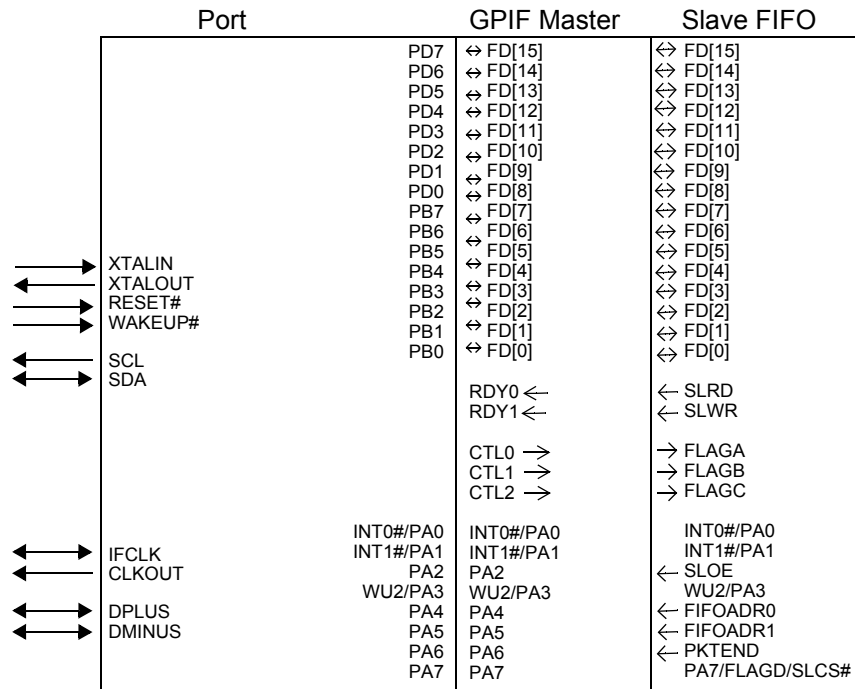 Port GPIF Master Slave FIFO
PD7 FD[15] FD[15]
PD6 FD[14] FD[14]
PD5 FD[13] FD[13]
PD4 FD[12] FD[12]
PD3 FD[11] FD[11]
PD2 FD[10] FD[10]
PD1 FD[9] FD[9]
PD0 FD[8] FD[8]
PB7 FD[7] FD[7]
PB6 FD[6] FD[6]
PB5 FD[5] FD[5]
XTALIN PB4 FD[4] FD[4]
XTALOUT PB3 FD[3] FD[3]
RESET# PB2 FD[2] FD[2]
WAKEUP# PB1 FD[1] FD[1]
SCL PB0 FD[0] FD[0]
SDA
RDY0 SLRD
RDY1 SLWR
CTL0 FLAGA
CTL1 FLAGB
CTL2 FLAGC
INT0#/PA0 INT0#/PA0 INT0#/PA0
IFCLK INT1#/PA1 INT1#/PA1 INT1#/PA1
CLKOUT PA2 PA2 SLOE
WU2/PA3 WU2/PA3 WU2/PA3
DPLUS PA4 PA4 FIFOADR0
DMINUS PA5 PA5 FIFOADR1
PA6 PA6 PKTEND
PA7 PA7 PA7/FLAGD/SLCS#